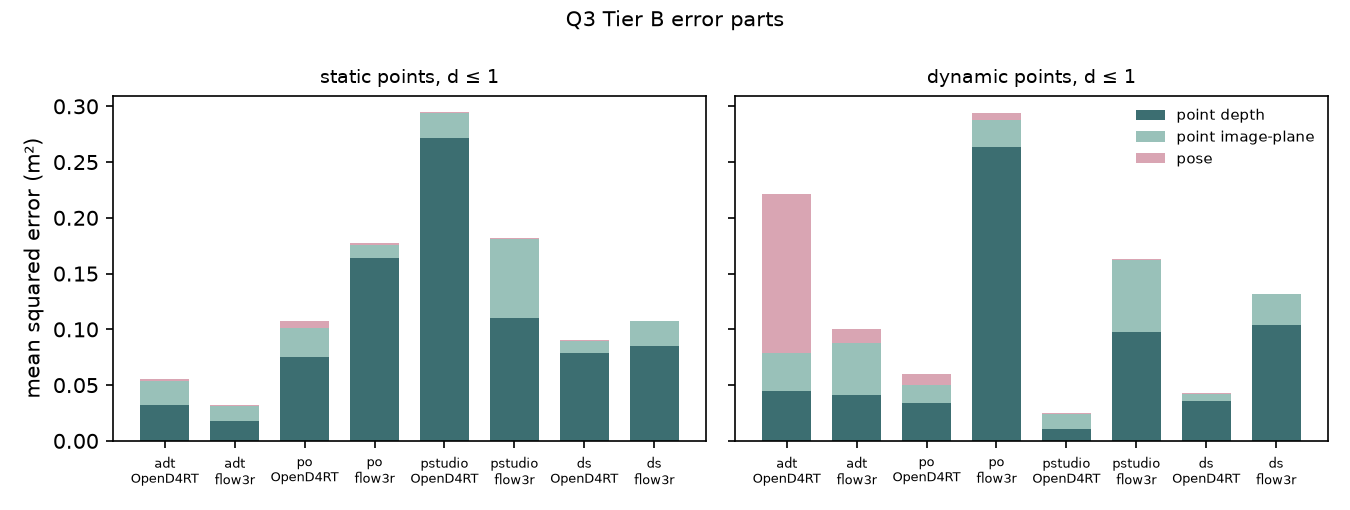 Q3 Tier B error parts
static points, d ≤ 1
mean squared error (m²)
0.30
0.25
0.20
0.15
0.10
0.05
0.00
adt
OpenD4RT
adt
flow3r
po
OpenD4RT
po
flow3r
pstudio
OpenD4RT
pstudio
flow3r
ds
OpenD4RT
ds
flow3r
dynamic points, d ≤ 1
point depth
point image-plane
pose
adt
OpenD4RT
adt
flow3r
po
OpenD4RT
po
flow3r
pstudio
OpenD4RT
pstudio
flow3r
ds
OpenD4RT
ds
flow3r